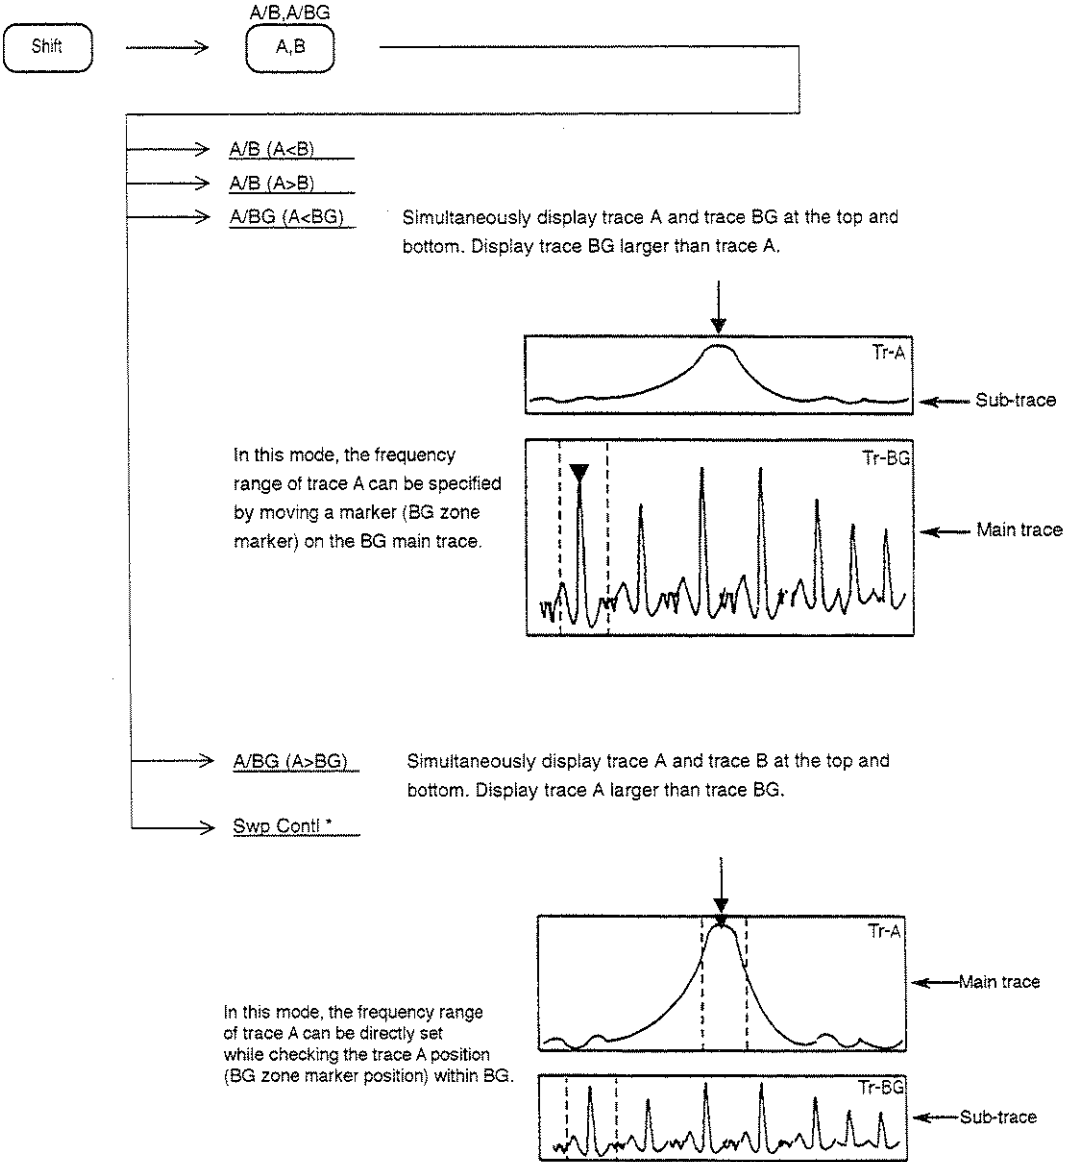 A/B,A/BG
Shift
A,B
A/B (A<B)
A/B (A>B)
A/BG (A<BG)
Simultaneously display trace A and trace BG at the top and
bottom. Display trace BG larger than trace A.
Tr-A
Sub-trace
In this mode, the frequency
range of trace A can be specified
by moving a marker (BG zone
marker) on the BG main trace.
Tr-BG
Main trace
A/BG (A>BG)
Simultaneously display trace A and trace B at the top and
bottom. Display trace A larger than trace BG.
Swp Contl *
Tr-A
Main trace
In this mode, the frequency range
of trace A can be directly set
while checking the trace A position
(BG zone marker position) within BG.
Tr-BG
Sub-trace